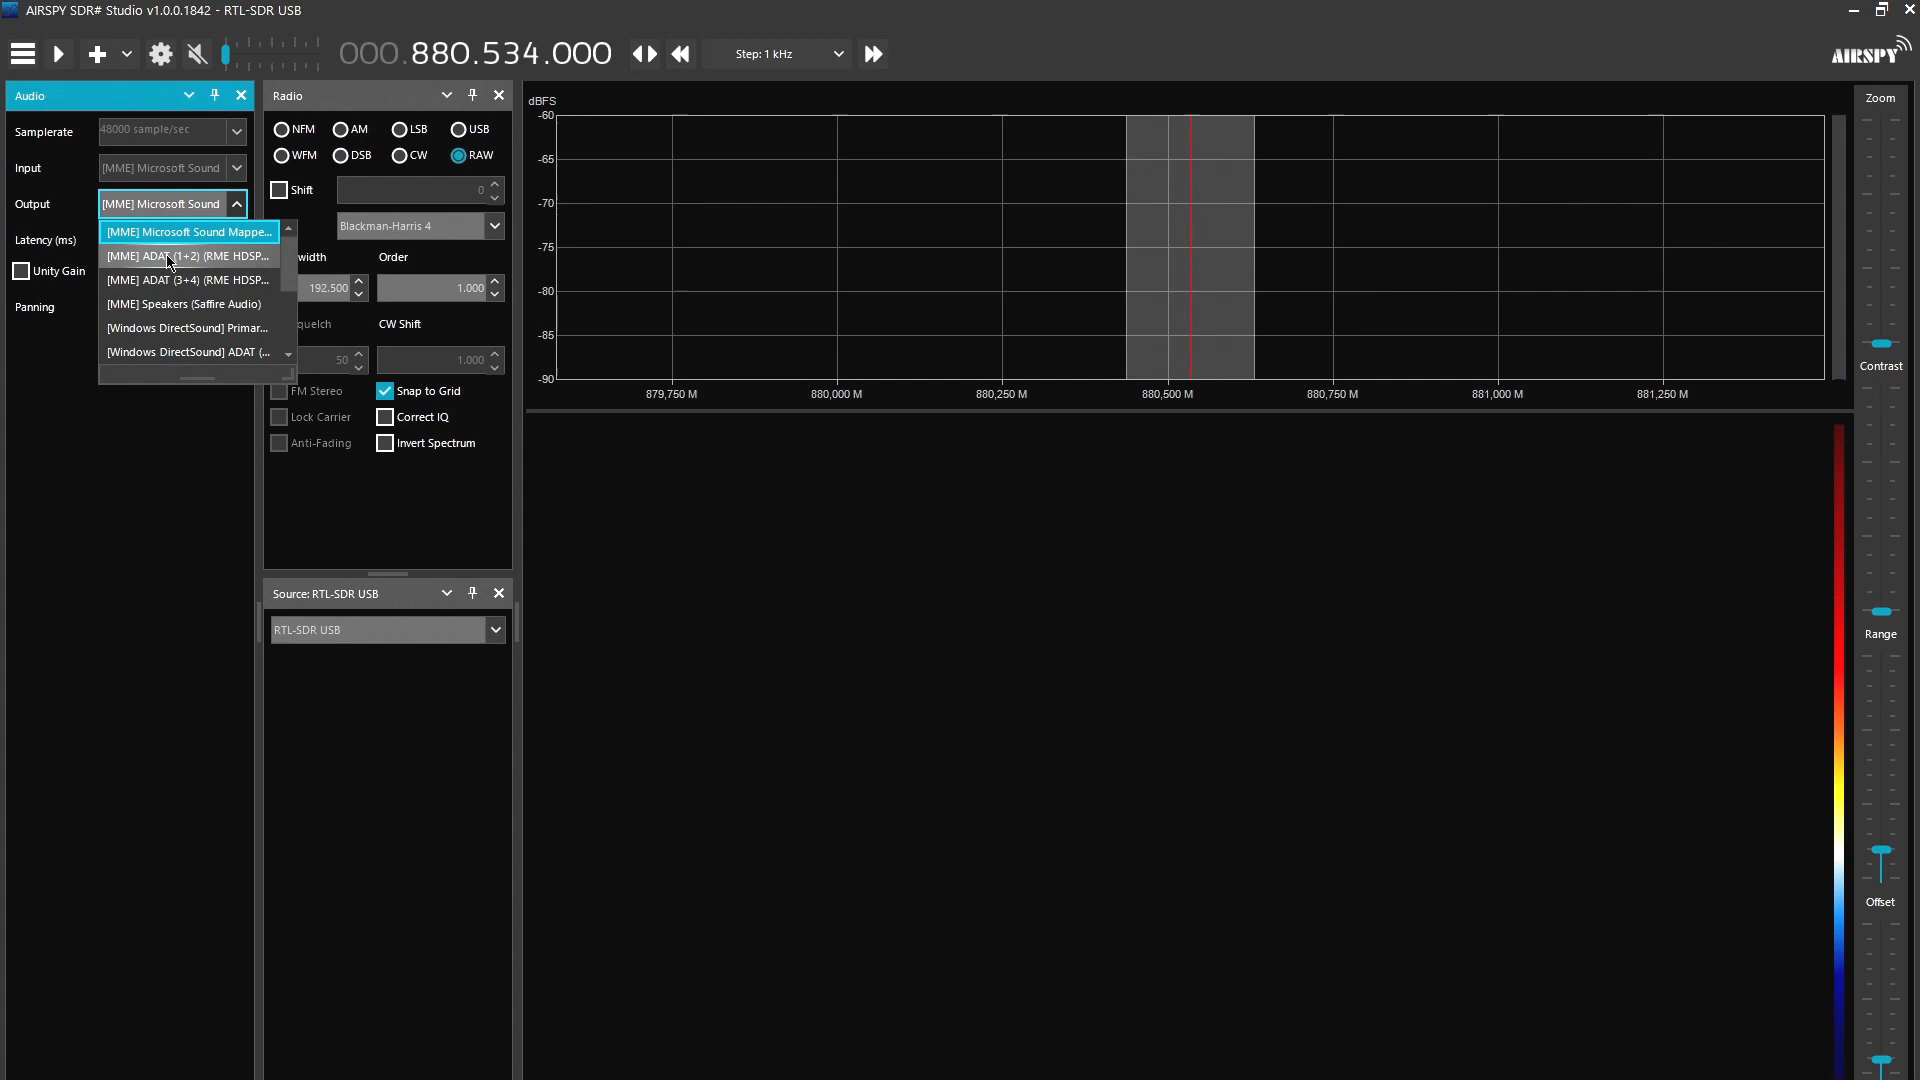 AIRSPY SDR# Studio v1.0.0.1842 - RTL-SDR USB
000.880.534.000
Step: 1 kHz
AIRSPY
Audio
Samplerate
48000 sample/sec
Input
[MME] Microsoft Sound
Output
[MME] Microsoft Sound
[MME] Microsoft Sound Mappe...
[MME] ADAT (1+2) (RME HDSP...
[MME] ADAT (3+4) (RME HDSP...
[MME] Speakers (Saffire Audio)
[Windows DirectSound] Primar...
[Windows DirectSound] ADAT (...
Latency (ms)
Unity Gain
Panning
Radio
NFM AM LSB USB
WFM DSB CW RAW
Shift 0
Blackman-Harris 4
width Order
192.500 1.000
quelch CW Shift
50 1.000
FM Stereo Snap to Grid
Lock Carrier Correct IQ
Anti-Fading Invert Spectrum
Source: RTL-SDR USB
RTL-SDR USB
dBFS
-60
-65
-70
-75
-80
-85
-90
879,750 M 880,000 M 880,250 M 880,500 M 880,750 M 881,000 M 881,250 M
Zoom
Contrast
Range
Offset